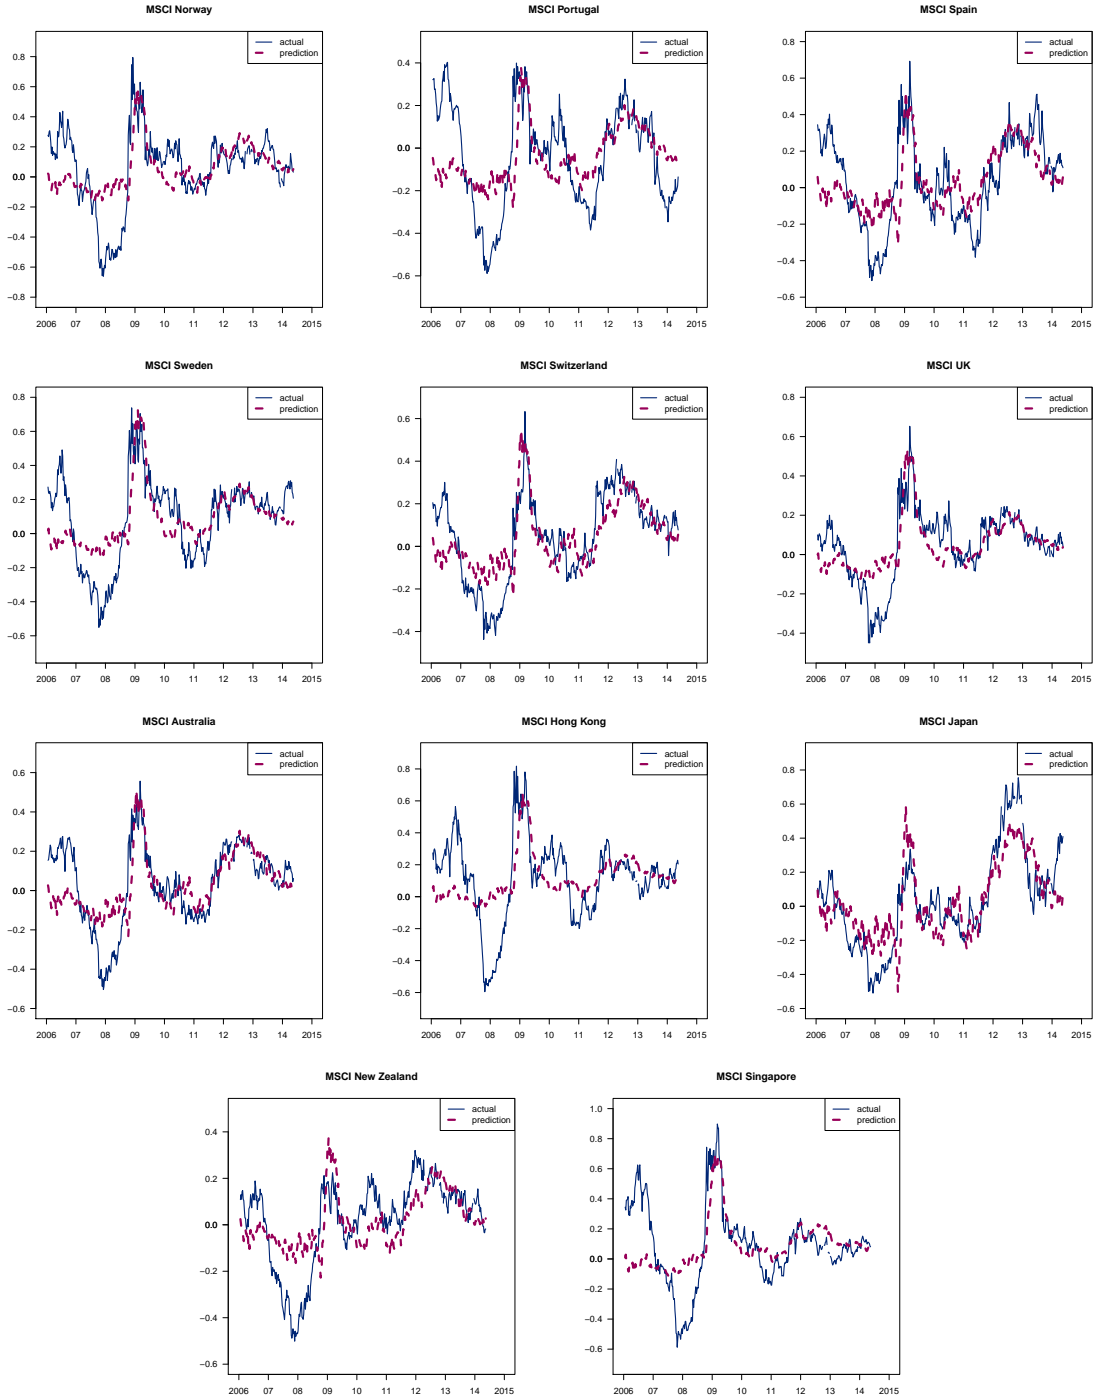 MSCI Norway
actual
prediction
0.8
0.6
0.4
0.2
0.0
−0.2
−0.4
−0.6
−0.8
2006 07 08 09 10 11 12 13 14 2015
MSCI Portugal
actual
prediction
0.4
0.2
0.0
−0.2
−0.4
−0.6
2006 07 08 09 10 11 12 13 14 2015
MSCI Spain
actual
prediction
0.8
0.6
0.4
0.2
0.0
−0.2
−0.4
−0.6
2006 07 08 09 10 11 12 13 14 2015
MSCI Sweden
actual
prediction
0.8
0.6
0.4
0.2
0.0
−0.2
−0.4
−0.6
2006 07 08 09 10 11 12 13 14 2015
MSCI Switzerland
actual
prediction
0.6
0.4
0.2
0.0
−0.2
−0.4
2006 07 08 09 10 11 12 13 14 2015
MSCI UK
actual
prediction
0.8
0.6
0.4
0.2
0.0
−0.2
−0.4
2006 07 08 09 10 11 12 13 14 2015
MSCI Australia
actual
prediction
0.6
0.4
0.2
0.0
−0.2
−0.4
−0.6
2006 07 08 09 10 11 12 13 14 2015
MSCI Hong Kong
actual
prediction
0.8
0.6
0.4
0.2
0.0
−0.2
−0.4
−0.6
2006 07 08 09 10 11 12 13 14 2015
MSCI Japan
actual
prediction
0.8
0.6
0.4
0.2
0.0
−0.2
−0.4
−0.6
2006 07 08 09 10 11 12 13 14 2015
MSCI New Zealand
actual
prediction
0.4
0.2
0.0
−0.2
−0.4
−0.6
2006 07 08 09 10 11 12 13 14 2015
MSCI Singapore
actual
prediction
1.0
0.8
0.6
0.4
0.2
0.0
−0.2
−0.4
−0.6
2006 07 08 09 10 11 12 13 14 2015